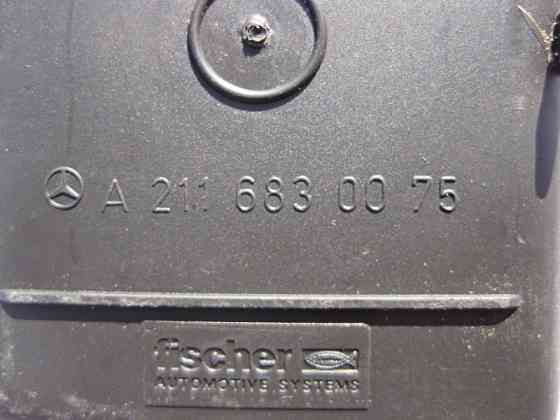 A 211 683 00 75
fischer
AUTOMOTIVE SYSTEMS